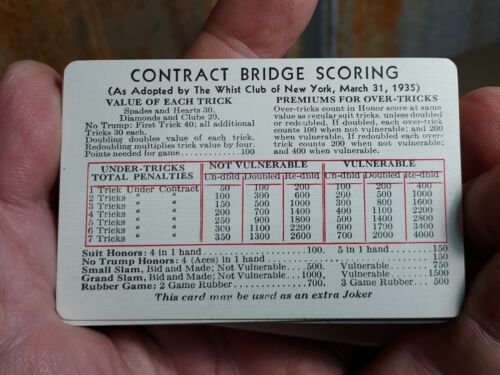 CONTRACT BRIDGE SCORING
(As Adopted by The Whist Club of New York, March 31, 1935)
VALUE OF EACH TRICK
Spades and Hearts 30.
Diamonds and Clubs 20.
No Trump: First Trick 40; all additional
Tricks 30 each.
Doubling doubles value of each trick.
Redoubling multiplies trick value by four.
Points needed for game................ 100
PREMIUMS FOR OVER-TRICKS
Over-tricks count in Honor score at same
value as regular suit tricks, unless doubled
or redoubled. If doubled, each over-trick
counts 100 when not vulnerable; and 200
when vulnerable. If redoubled each over-
trick counts 200 when not vulnerable;
and 400 when vulnerable.
UNDER-TRICKS TOTAL PENALTIES NOT VULNERABLE VULNERABLE
Un-dbld Doubled Re-dbld Un-dbld Doubled Re-dbld
1 Trick Under Contract 50 100 200 100 200 400
2 Tricks " " 100 300 600 200 500 1000
3 Tricks " " 150 500 1000 300 800 1600
4 Tricks " " 200 700 1400 400 1100 2200
5 Tricks " " 250 900 1800 500 1400 2800
6 Tricks " " 300 1100 2200 600 1700 3400
7 Tricks " " 350 1300 2600 700 2000 4000
Suit Honors: 4 in 1 hand............100. 5 in 1 hand............ 150
No Trump Honors: 4 (Aces) in 1 hand............ 150
Small Slam, Bid and Made; Not Vulnerable....500. Vulnerable............ 750
Grand Slam, Bid and Made; Not Vulnerable...1000. Vulnerable............ 1500
Rubber Game: 2 Game Rubber............700. 3 Game Rubber............ 500
This card may be used as an extra Joker